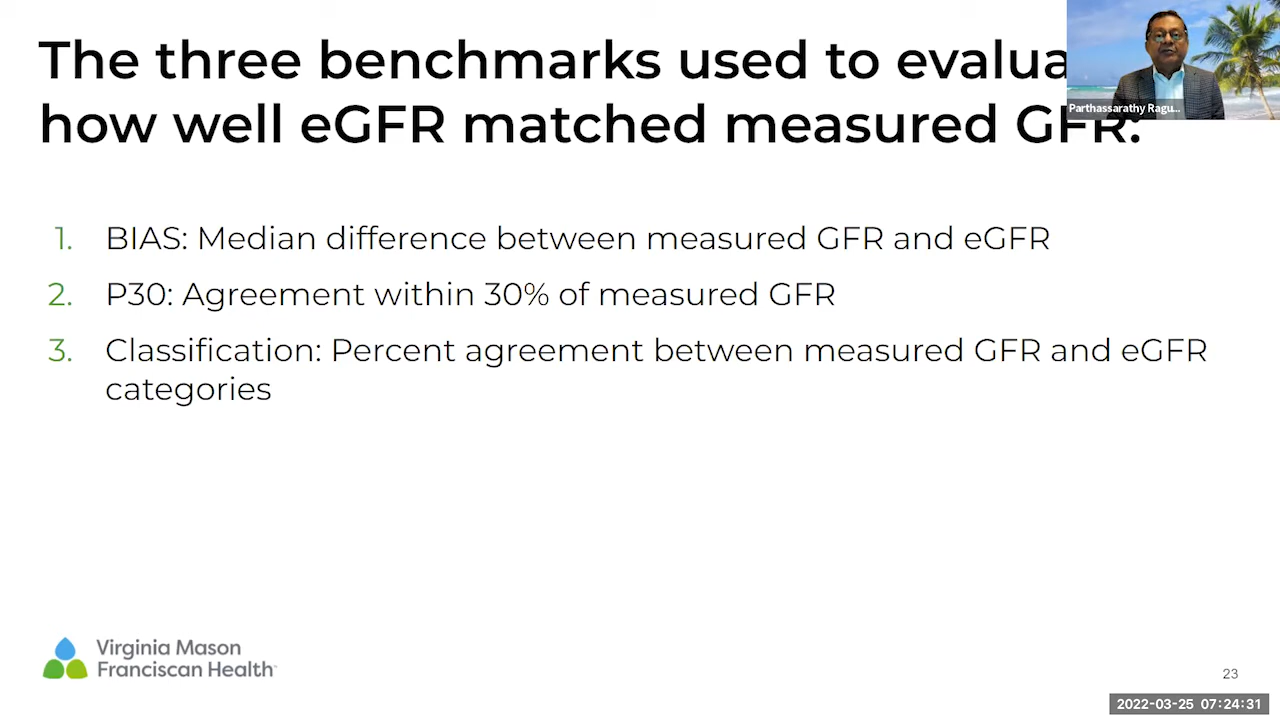 The three benchmarks used to evalua
how well eGFR matched measured GFR:
Parthassarathy Ragu...
1. BIAS: Median difference between measured GFR and eGFR
2. P30: Agreement within 30% of measured GFR
3. Classification: Percent agreement between measured GFR and eGFR
categories
Virginia Mason
Franciscan Health
23
2022-03-25 07:24:31